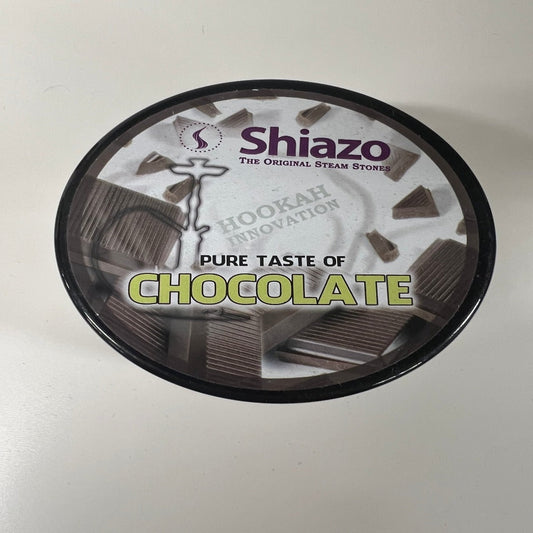 Shiazo
THE ORIGINAL STEAM STONES
HOOKAH
INNOVATION
PURE TASTE OF
CHOCOLATE